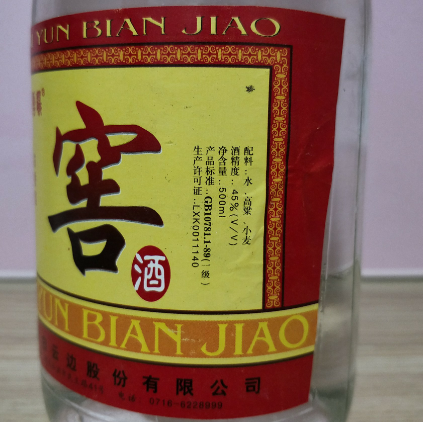 YUN BIAN JIAO
窖
酒
配料：水、高粱、小麦
酒精度：45%(V/V)
净含量：500ml
产品标准：GB10781.1-89(一级)
生产许可证：LXK0011140
YUN BIAN JIAO
云边股份有限公司